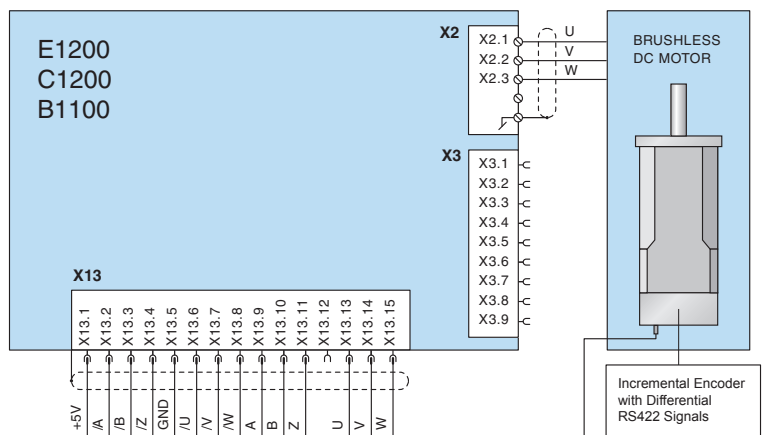 E1200
C1200
B1100
X2
X2.1
X2.2
X2.3
U
V
W
BRUSHLESS
DC MOTOR
X3
X3.1
X3.2
X3.3
X3.4
X3.5
X3.6
X3.7
X3.8
X3.9
X13
X13.1
X13.2
X13.3
X13.4
X13.5
X13.6
X13.7
X13.8
X13.9
X13.10
X13.11
X13.12
X13.13
X13.14
X13.15
+5V
/A
/B
/Z
GND
/U
/V
/W
A
B
Z
U
V
W
Incremental Encoder
with Differential
RS422 Signals